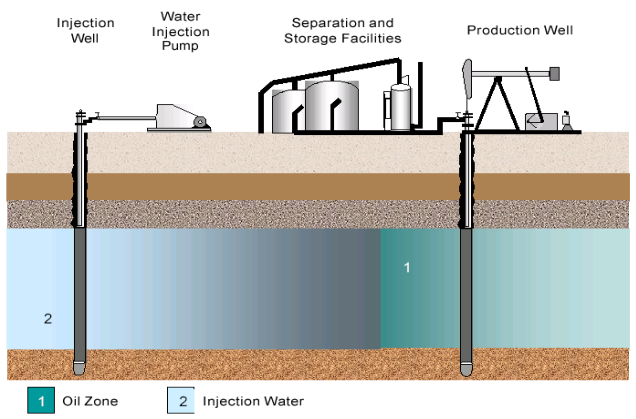 Injection
Well
Water
Injection
Pump
Separation and
Storage Facilities
Production Well
1
2
1 Oil Zone
2 Injection Water